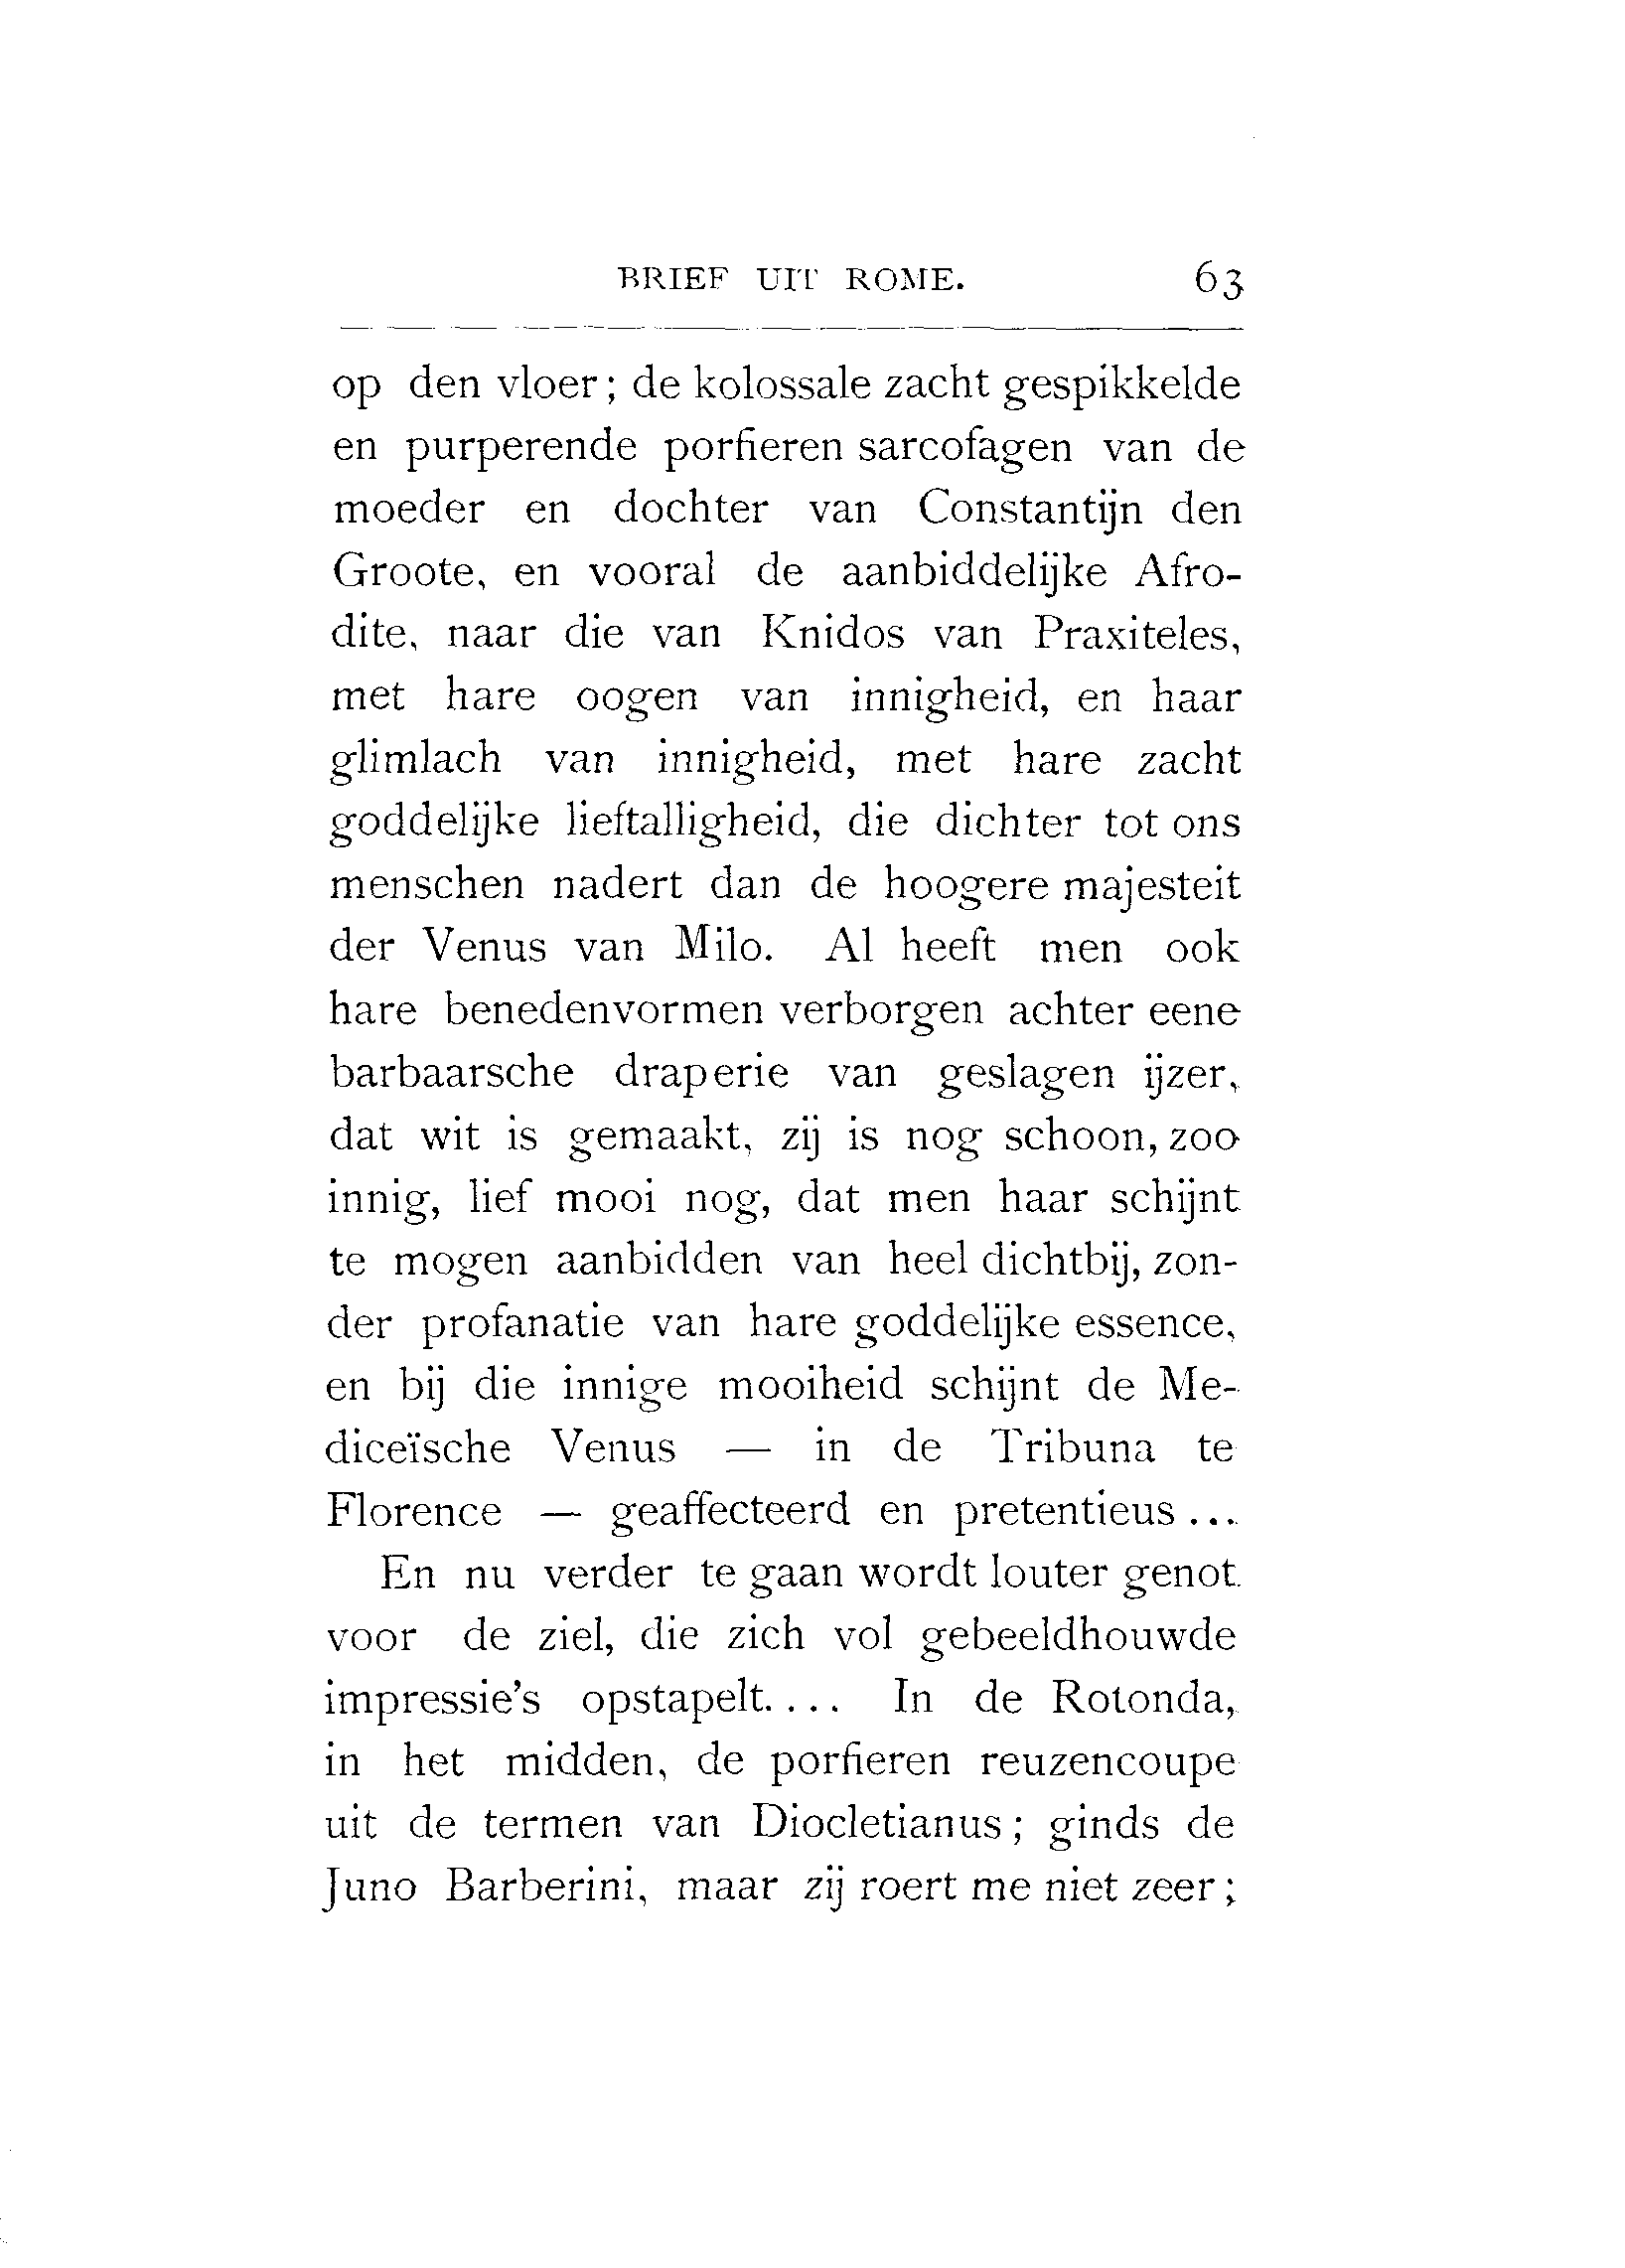 BRIEF UIT ROME. 63
op den vloer; de kolossale zacht gespikkelde
en purperende porfieren sarcofagen van de
moeder en dochter van Constantijn den
Groote, en vooral de aanbiddelijke Afro-
dite, naar die van Knidos van Praxiteles,
met hare oogen van innigheid, en haar
glimlach van innigheid, met hare zacht
goddelijke lieftalligheid, die dichter tot ons
menschen nadert dan de hoogere majesteit
der Venus van Milo. Al heeft men ook
hare benedenvormen verborgen achter eene
barbaarsche draperie van geslagen ijzer,
dat wit is gemaakt, zij is nog schoon, zoo
innig, lief mooi nog, dat men haar schijnt
te mogen aanbidden van heel dichtbij, zon-
der profanatie van hare goddelijke essence,
en bij die innige mooiheid schijnt de Me-
diceïsche Venus — in de Tribuna te
Florence — geaffecteerd en pretentieus ...
En nu verder te gaan wordt louter genot
voor de ziel, die zich vol gebeeldhouwde
impressie's opstapelt.... In de Rotonda,
in het midden, de porfieren reuzencoupe
uit de termen van Diocletianus; ginds de
Juno Barberini, maar zij roert me niet zeer;